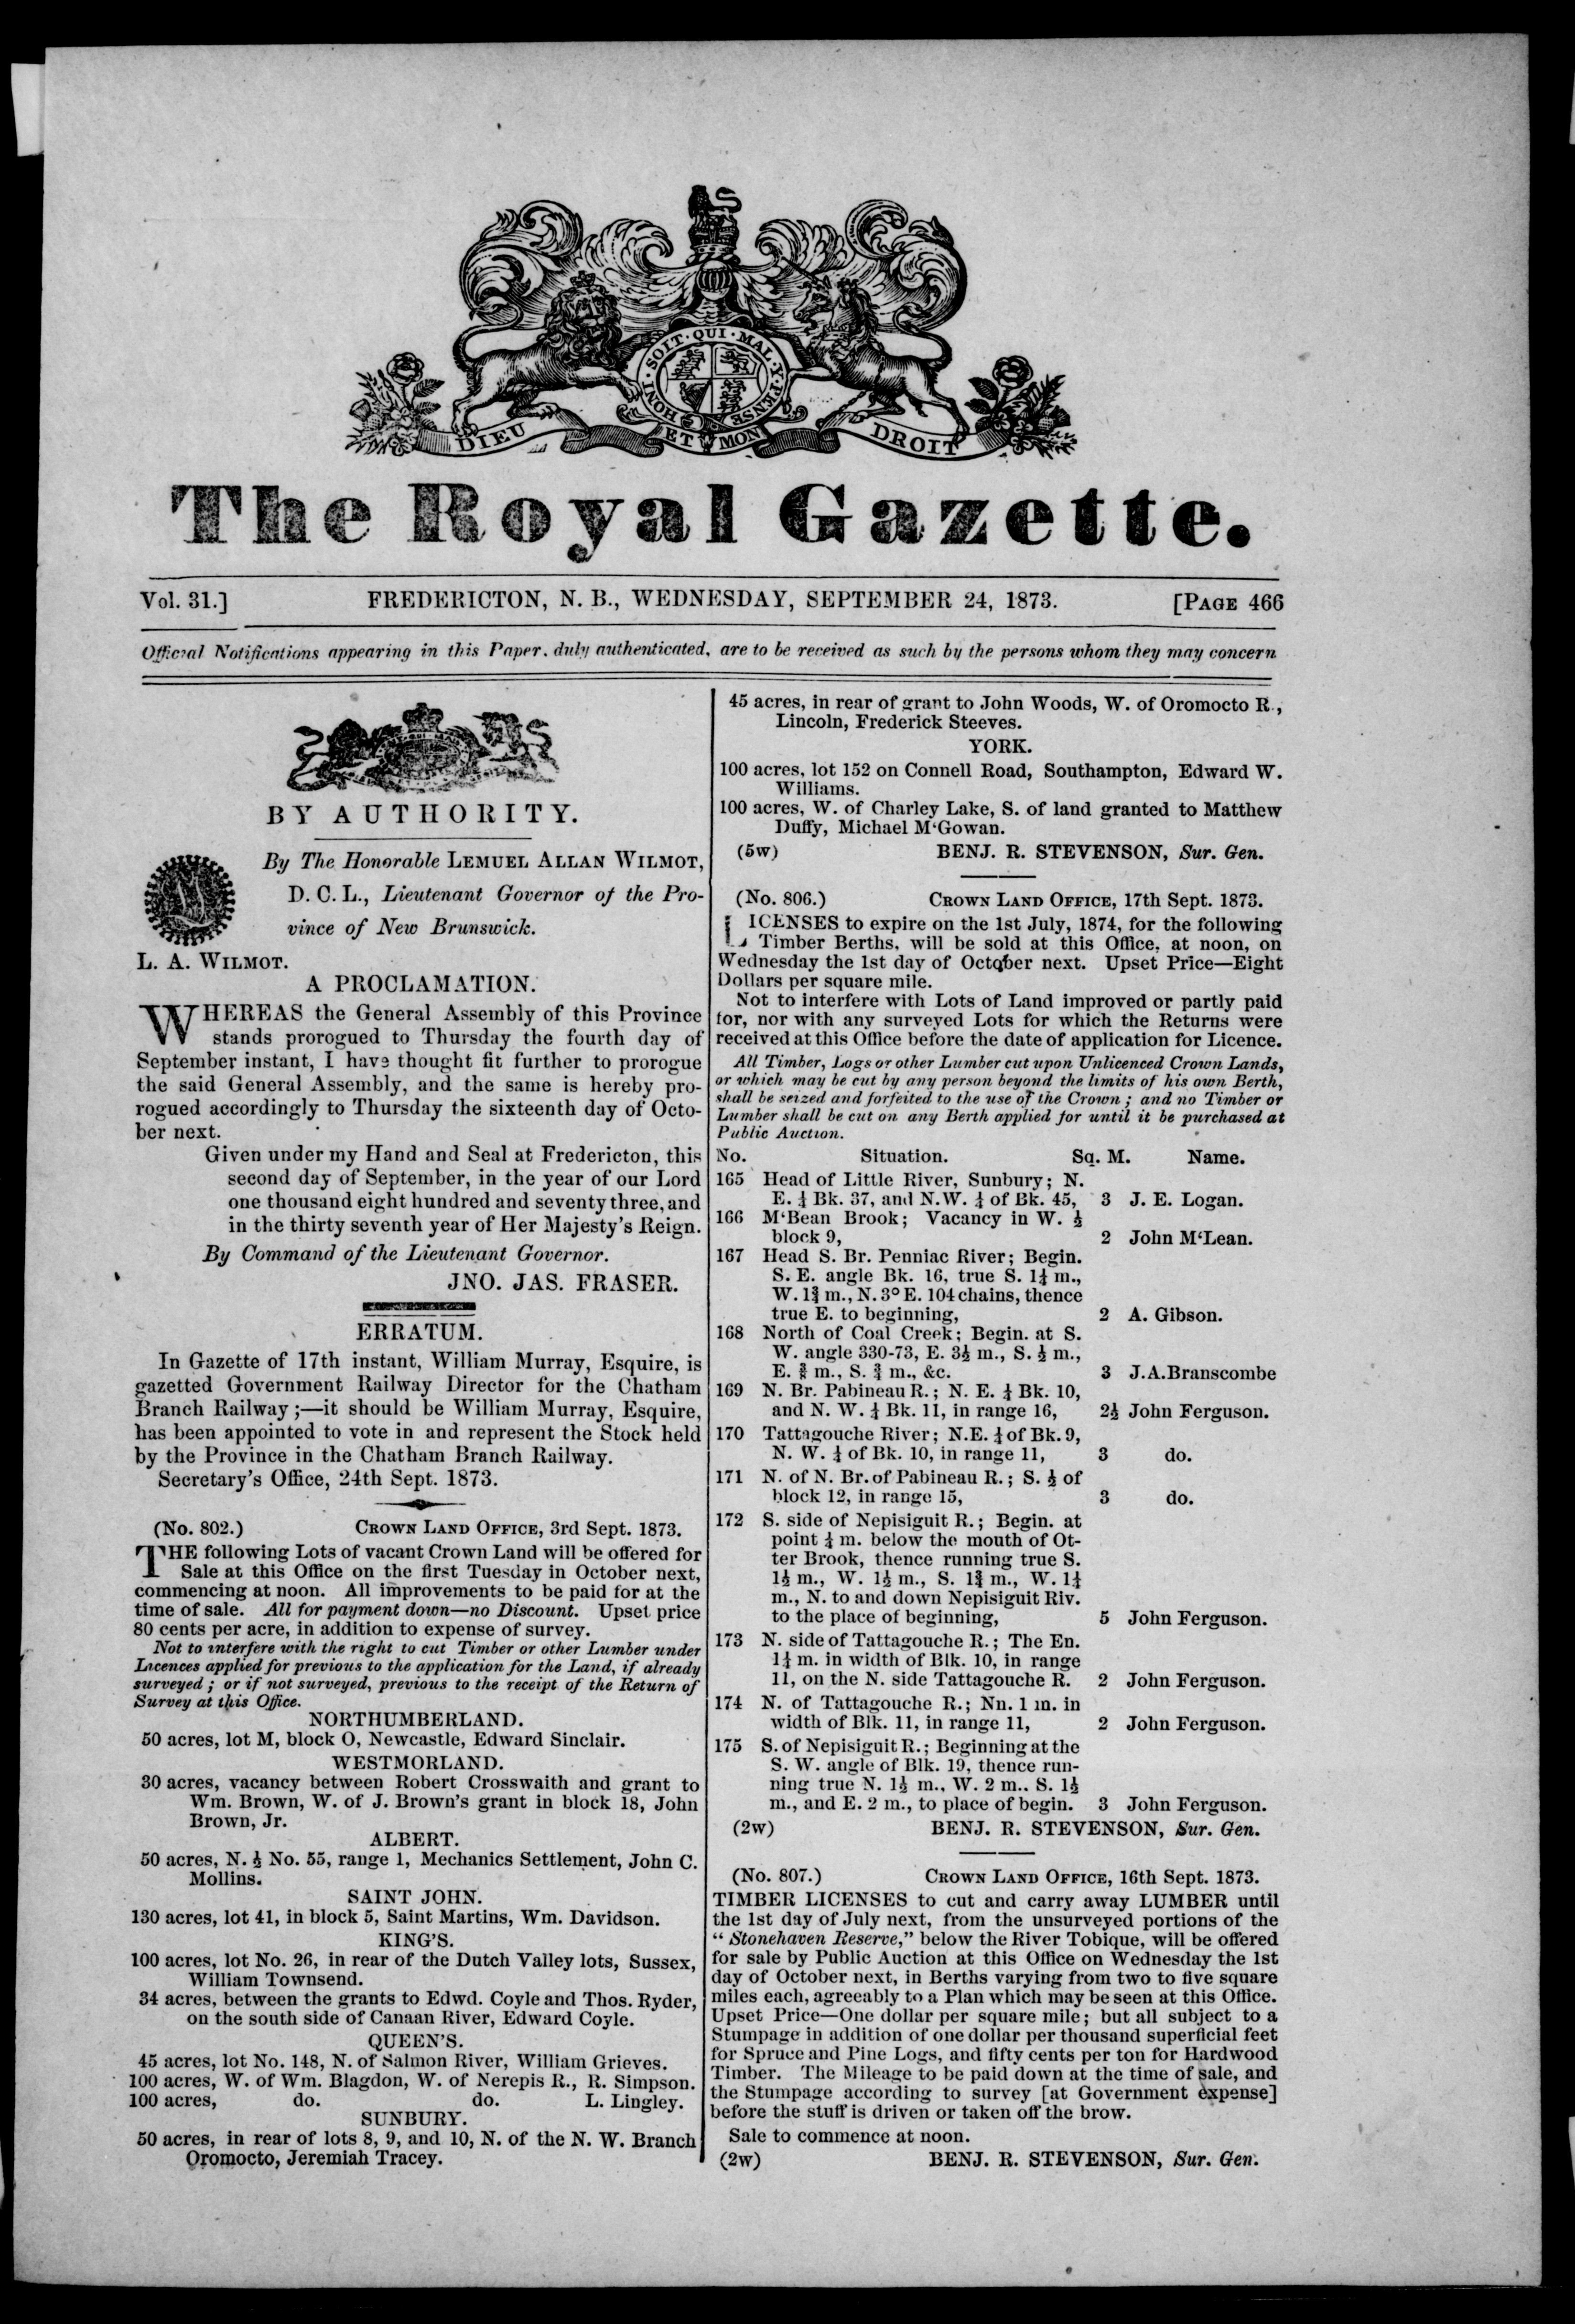 HONI · SOIT · QUI · MAL · Y · PENSE
DIEU ET MON DROIT
The Royal Gazette.
Vol. 31.] FREDERICTON, N. B., WEDNESDAY, SEPTEMBER 24, 1873. [PAGE 466
Official Notifications appearing in this Paper, duly authenticated, are to be received as such by the persons whom they may concern
BY AUTHORITY.
By The Honorable LEMUEL ALLAN WILMOT,
D. C. L., Lieutenant Governor of the Pro-
vince of New Brunswick.
L. A. WILMOT.
A PROCLAMATION.
WHEREAS the General Assembly of this Province
stands prorogued to Thursday the fourth day of
September instant, I have thought fit further to prorogue
the said General Assembly, and the same is hereby pro-
rogued accordingly to Thursday the sixteenth day of Octo-
ber next.
Given under my Hand and Seal at Fredericton, this
second day of September, in the year of our Lord
one thousand eight hundred and seventy three, and
in the thirty seventh year of Her Majesty's Reign.
By Command of the Lieutenant Governor.
JNO. JAS. FRASER.
ERRATUM.
In Gazette of 17th instant, William Murray, Esquire, is
gazetted Government Railway Director for the Chatham
Branch Railway;—it should be William Murray, Esquire,
has been appointed to vote in and represent the Stock held
by the Province in the Chatham Branch Railway.
Secretary's Office, 24th Sept. 1873.
(No. 802.) CROWN LAND OFFICE, 3rd Sept. 1873.
THE following Lots of vacant Crown Land will be offered for
Sale at this Office on the first Tuesday in October next,
commencing at noon. All improvements to be paid for at the
time of sale. All for payment down—no Discount. Upset price
80 cents per acre, in addition to expense of survey.
Not to interfere with the right to cut Timber or other Lumber under
Licences applied for previous to the application for the Land, if already
surveyed; or if not surveyed, previous to the receipt of the Return of
Survey at this Office.
NORTHUMBERLAND.
50 acres, lot M, block O, Newcastle, Edward Sinclair.
WESTMORLAND.
30 acres, vacancy between Robert Crosswaith and grant to
Wm. Brown, W. of J. Brown's grant in block 18, John
Brown, Jr.
ALBERT.
50 acres, N. ½ No. 55, range 1, Mechanics Settlement, John C.
Mollins.
SAINT JOHN.
130 acres, lot 41, in block 5, Saint Martins, Wm. Davidson.
KING'S.
100 acres, lot No. 26, in rear of the Dutch Valley lots, Sussex,
William Townsend.
34 acres, between the grants to Edwd. Coyle and Thos. Ryder,
on the south side of Canaan River, Edward Coyle.
QUEEN'S.
45 acres, lot No. 148, N. of Salmon River, William Grieves.
100 acres, W. of Wm. Blagdon, W. of Nerepis R., R. Simpson.
100 acres, do. do. L. Lingley.
SUNBURY.
50 acres, in rear of lots 8, 9, and 10, N. of the N. W. Branch
Oromocto, Jeremiah Tracey.
45 acres, in rear of grant to John Woods, W. of Oromocto R.,
Lincoln, Frederick Steeves.
YORK.
100 acres, lot 152 on Connell Road, Southampton, Edward W.
Williams.
100 acres, W. of Charley Lake, S. of land granted to Matthew
Duffy, Michael M'Gowan.
(5w) BENJ. R. STEVENSON, Sur. Gen.
(No. 806.) CROWN LAND OFFICE, 17th Sept. 1873.
LICENSES to expire on the 1st July, 1874, for the following
Timber Berths, will be sold at this Office, at noon, on
Wednesday the 1st day of October next. Upset Price—Eight
Dollars per square mile.
Not to interfere with Lots of Land improved or partly paid
for, nor with any surveyed Lots for which the Returns were
received at this Office before the date of application for Licence.
All Timber, Logs or other Lumber cut upon Unlicenced Crown Lands,
or which may be cut by any person beyond the limits of his own Berth,
shall be seized and forfeited to the use of the Crown; and no Timber or
Lumber shall be cut on any Berth applied for until it be purchased at
Public Auction.
No. Situation. Sq. M. Name.
165 Head of Little River, Sunbury; N.
E. ¼ Bk. 37, and N.W. ¼ of Bk. 45, 3 J. E. Logan.
166 M'Bean Brook; Vacancy in W. ½
block 9, 2 John M'Lean.
167 Head S. Br. Penniac River; Begin.
S. E. angle Bk. 16, true S. 1¼ m.,
W. 1¾ m., N. 3° E. 104 chains, thence
true E. to beginning, 2 A. Gibson.
168 North of Coal Creek; Begin. at S.
W. angle 330-73, E. 3½ m., S. ½ m.,
E. m., S. ¾ m., &c. 3 J.A.Branscombe
169 N. Br. Pabineau R.; N. E. ¼ Bk. 10,
and N. W. ¼ Bk. 11, in range 16, 2½ John Ferguson.
170 Tattagouche River; N.E. ¼ of Bk. 9,
N. W. ¼ of Bk. 10, in range 11, 3 do.
171 N. of N. Br. of Pabineau R.; S. ½ of
block 12, in range 15, 3 do.
172 S. side of Nepisiguit R.; Begin. at
point ¼ m. below the mouth of Ot-
ter Brook, thence running true S.
1½ m., W. 1½ m., S. 1¾ m., W. 1¼
m., N. to and down Nepisiguit Riv.
to the place of beginning, 5 John Ferguson.
173 N. side of Tattagouche R.; The En.
1¼ m. in width of Blk. 10, in range
11, on the N. side Tattagouche R. 2 John Ferguson.
174 N. of Tattagouche R.; Nn. 1 m. in
width of Blk. 11, in range 11, 2 John Ferguson.
175 S. of Nepisiguit R.; Beginning at the
S. W. angle of Blk. 19, thence run-
ning true N. 1½ m., W. 2 m., S. 1½
m., and E. 2 m., to place of begin. 3 John Ferguson.
(2w) BENJ. R. STEVENSON, Sur. Gen.
(No. 807.) CROWN LAND OFFICE, 16th Sept. 1873.
TIMBER LICENSES to cut and carry away LUMBER until
the 1st day of July next, from the unsurveyed portions of the
"Stonehaven Reserve," below the River Tobique, will be offered
for sale by Public Auction at this Office on Wednesday the 1st
day of October next, in Berths varying from two to five square
miles each, agreeably to a Plan which may be seen at this Office.
Upset Price—One dollar per square mile; but all subject to a
Stumpage in addition of one dollar per thousand superficial feet
for Spruce and Pine Logs, and fifty cents per ton for Hardwood
Timber. The Mileage to be paid down at the time of sale, and
the Stumpage according to survey [at Government expense]
before the stuff is driven or taken off the brow.
Sale to commence at noon.
(2w) BENJ. R. STEVENSON, Sur. Gen.